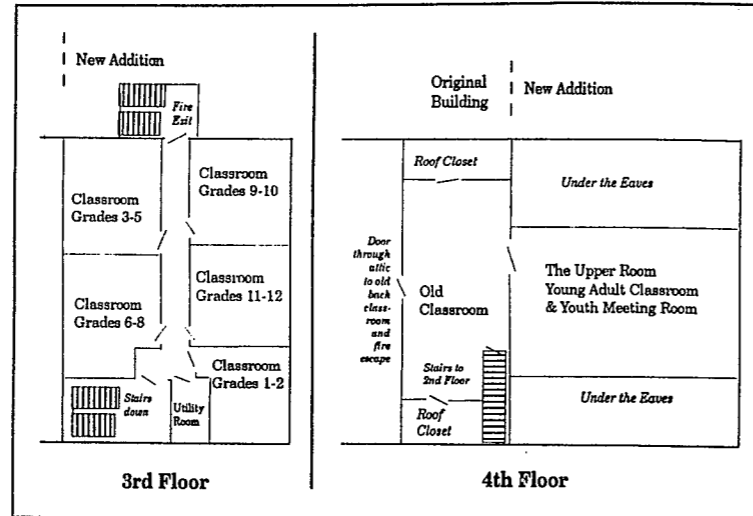 New Addition
Fire
Exit
Classroom
Grades 9-10
Classroom
Grades 3-5
Classroom
Grades 11-12
Classroom
Grades 6-8
Classroom
Grades 1-2
Stairs
down
Utility
Room
3rd Floor
Original
Building
New Addition
Roof Closet
Under the Eaves
Door
through
attic
to old
back
class-
room
and
fire
escape
Old
Classroom
The Upper Room
Young Adult Classroom
& Youth Meeting Room
Stairs to
2nd Floor
Roof
Closet
Under the Eaves
4th Floor